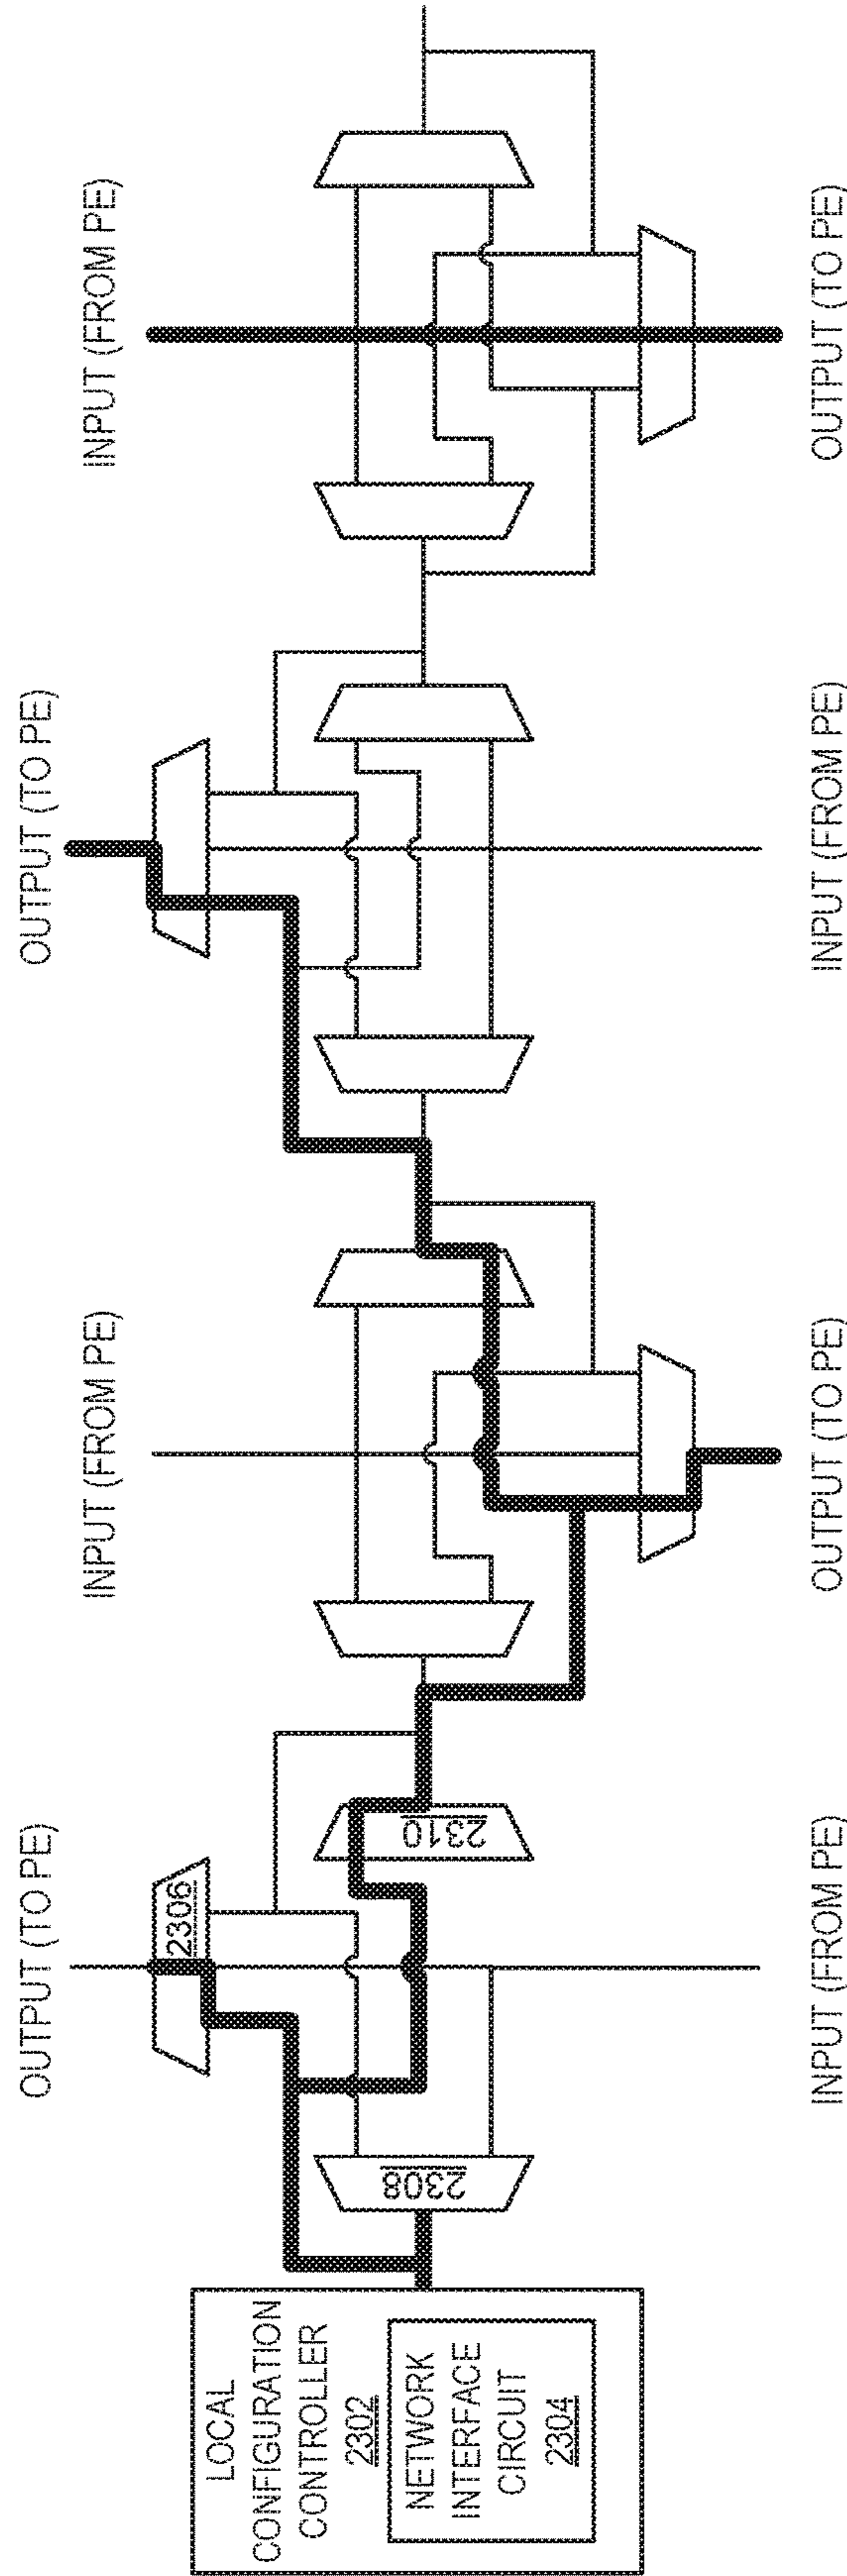 LOCAL
CONFIGURATION
CONTROLLER
2302
NETWORK
INTERFACE
CIRCUIT
2304
2308
2306
2310
OUTPUT (TO PE)
INPUT (FROM PE)
OUTPUT (TO PE)
INPUT (FROM PE)
INPUT (FROM PE)
OUTPUT (TO PE)
INPUT (FROM PE)
OUTPUT (TO PE)